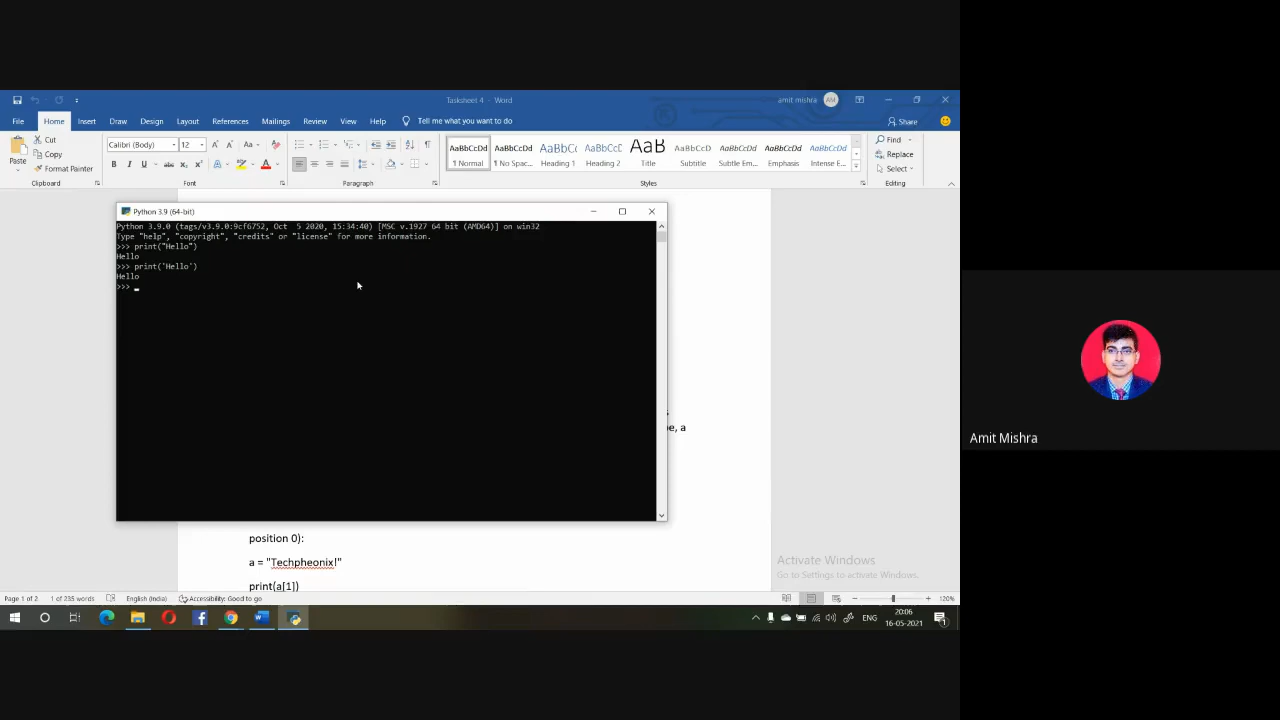 Tasksheet 4 - Word
amit mishra AM
File Home Insert Draw Design Layout References Mailings Review View Help Tell me what you want to do Share
Paste
Cut
Copy
Format Painter
Clipboard
Calibri (Body) 12
Font
Paragraph
AaBbCcDd AaBbCcDd AaBbCcD AaBbCcD AaB AaBbCcD AaBbCcDd AaBbCcDd AaBbCcDd
¶ Normal ¶ No Spac... Heading 1 Heading 2 Title Subtitle Subtle Em... Emphasis Intense E...
Styles
Find
Replace
Select
Editing
Python 3.9 (64-bit)
Python 3.9.0 (tags/v3.9.0:9cf6752, Oct  5 2020, 15:34:40) [MSC v.1927 64 bit (AMD64)] on win32
Type "help", "copyright", "credits" or "license" for more information.
>>> print("Hello")
Hello
>>> print('Hello')
Hello
>>>
, a
position 0):
a = "Techpheonix!"
print(a[1])
Activate Windows
Go to Settings to activate Windows.
Page 1 of 2 1 of 235 words English (India) Accessibility: Good to go 120%
ENG
20:06
16-05-2021
Amit Mishra